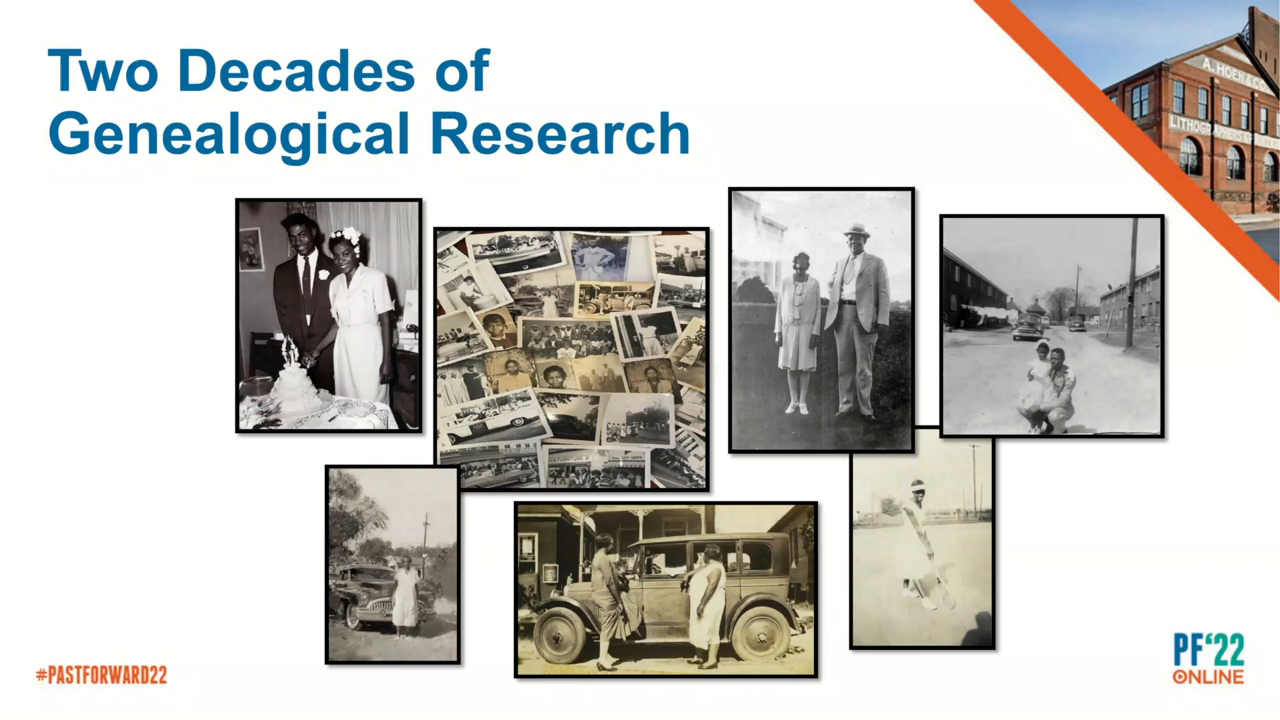 Two Decades of
Genealogical Research
A. HOEN & CO.
LITHOGRAPHERS
#PASTFORWARD22
PF‘22
ONLINE